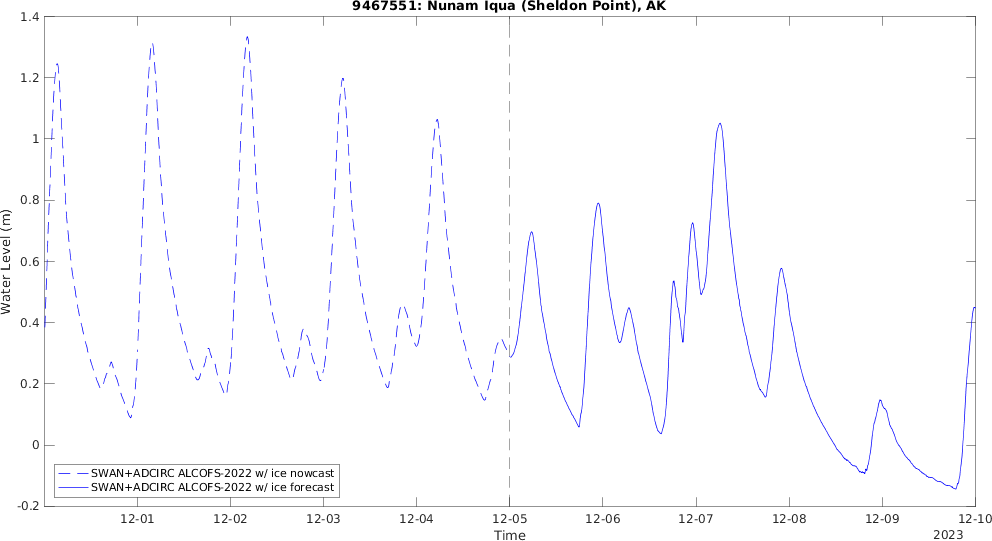 9467551: Nunam Iqua (Sheldon Point), AK
1.4
1.2
1
0.8
0.6
0.4
0.2
0
-0.2
Water Level (m)
SWAN+ADCIRC ALCOFS-2022 w/ ice nowcast
SWAN+ADCIRC ALCOFS-2022 w/ ice forecast
12-01 12-02 12-03 12-04 12-05 12-06 12-07 12-08 12-09 12-10
Time
2023